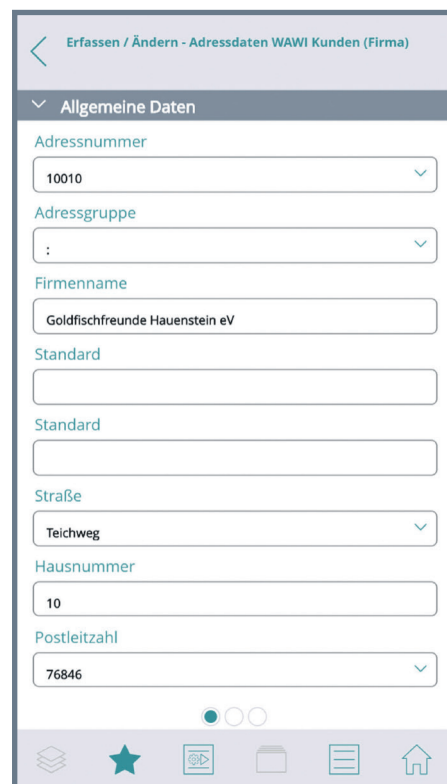 Erfassen / Ändern - Adressdaten WAWI Kunden (Firma)
Allgemeine Daten
Adressnummer
10010
Adressgruppe
:
Firmenname
Goldfischfreunde Hauenstein eV
Standard
Standard
Straße
Teichweg
Hausnummer
10
Postleitzahl
76846